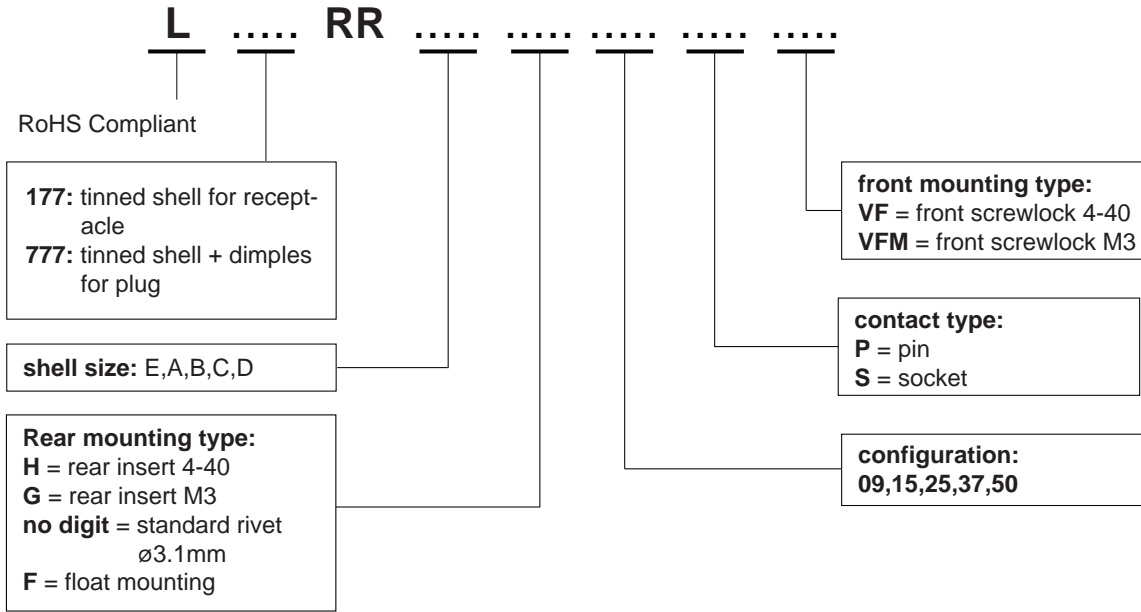 L ..... RR ..... ..... ..... ..... .....
RoHS Compliant
177: tinned shell for recept-
acle
777: tinned shell + dimples
for plug
shell size: E,A,B,C,D
Rear mounting type:
H = rear insert 4-40
G = rear insert M3
no digit = standard rivet
ø3.1mm
F = float mounting
front mounting type:
VF = front screwlock 4-40
VFM = front screwlock M3
contact type:
P = pin
S = socket
configuration:
09,15,25,37,50